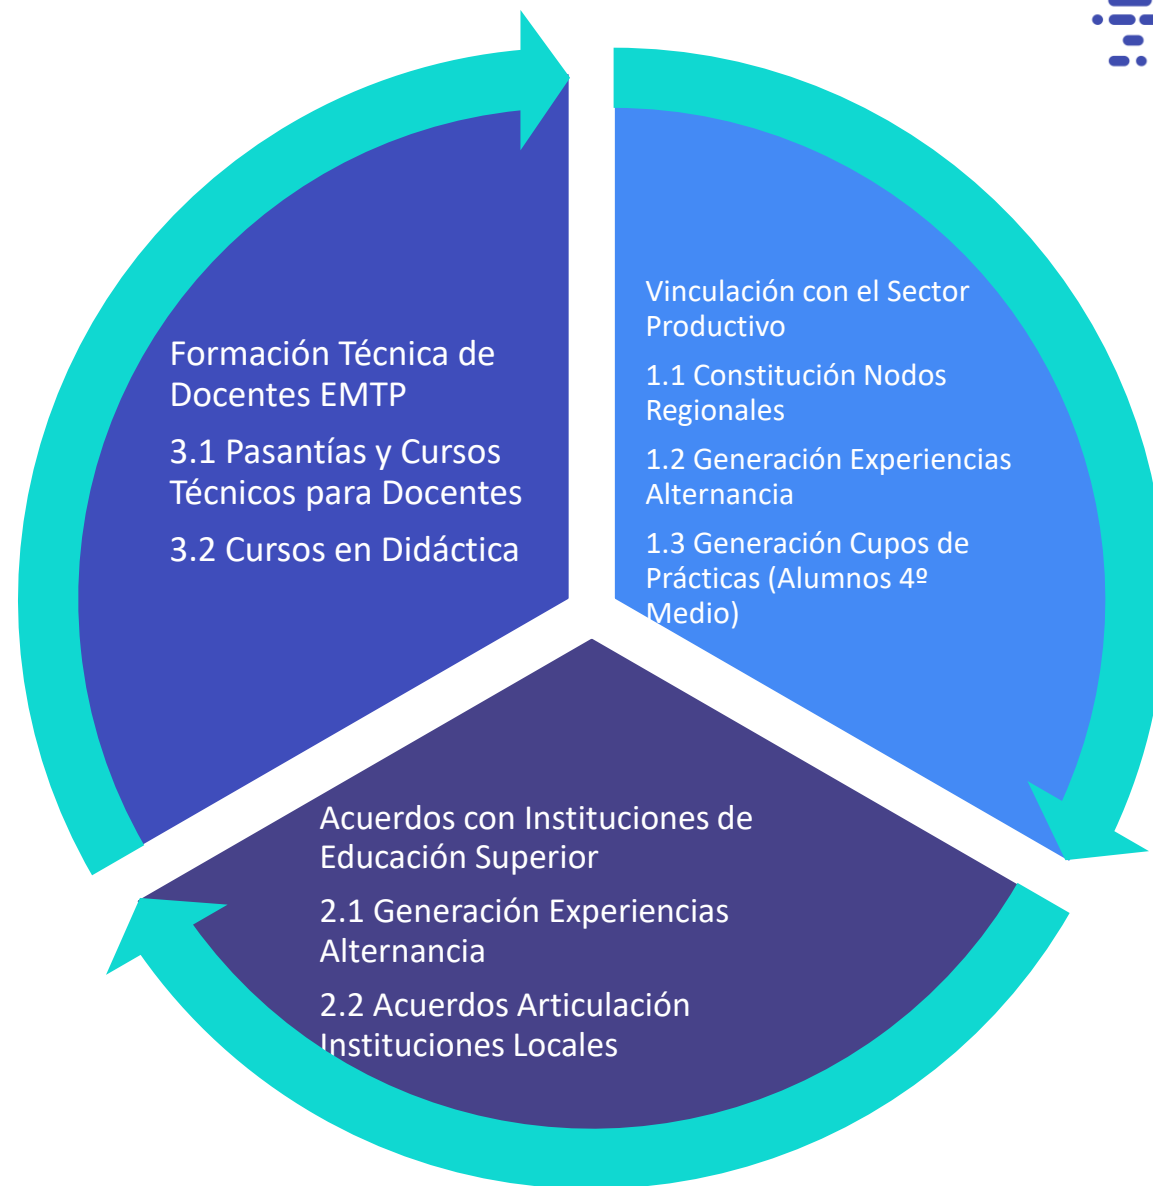 Vinculación con el Sector
Productivo
1.1 Constitución Nodos
Regionales
1.2 Generación Experiencias
Alternancia
1.3 Generación Cupos de
Prácticas (Alumnos 4º
Medio)
Acuerdos con Instituciones de
Educación Superior
2.1 Generación Experiencias
Alternancia
2.2 Acuerdos Articulación
Instituciones Locales
Formación Técnica de
Docentes EMTP
3.1 Pasantías y Cursos
Técnicos para Docentes
3.2 Cursos en Didáctica